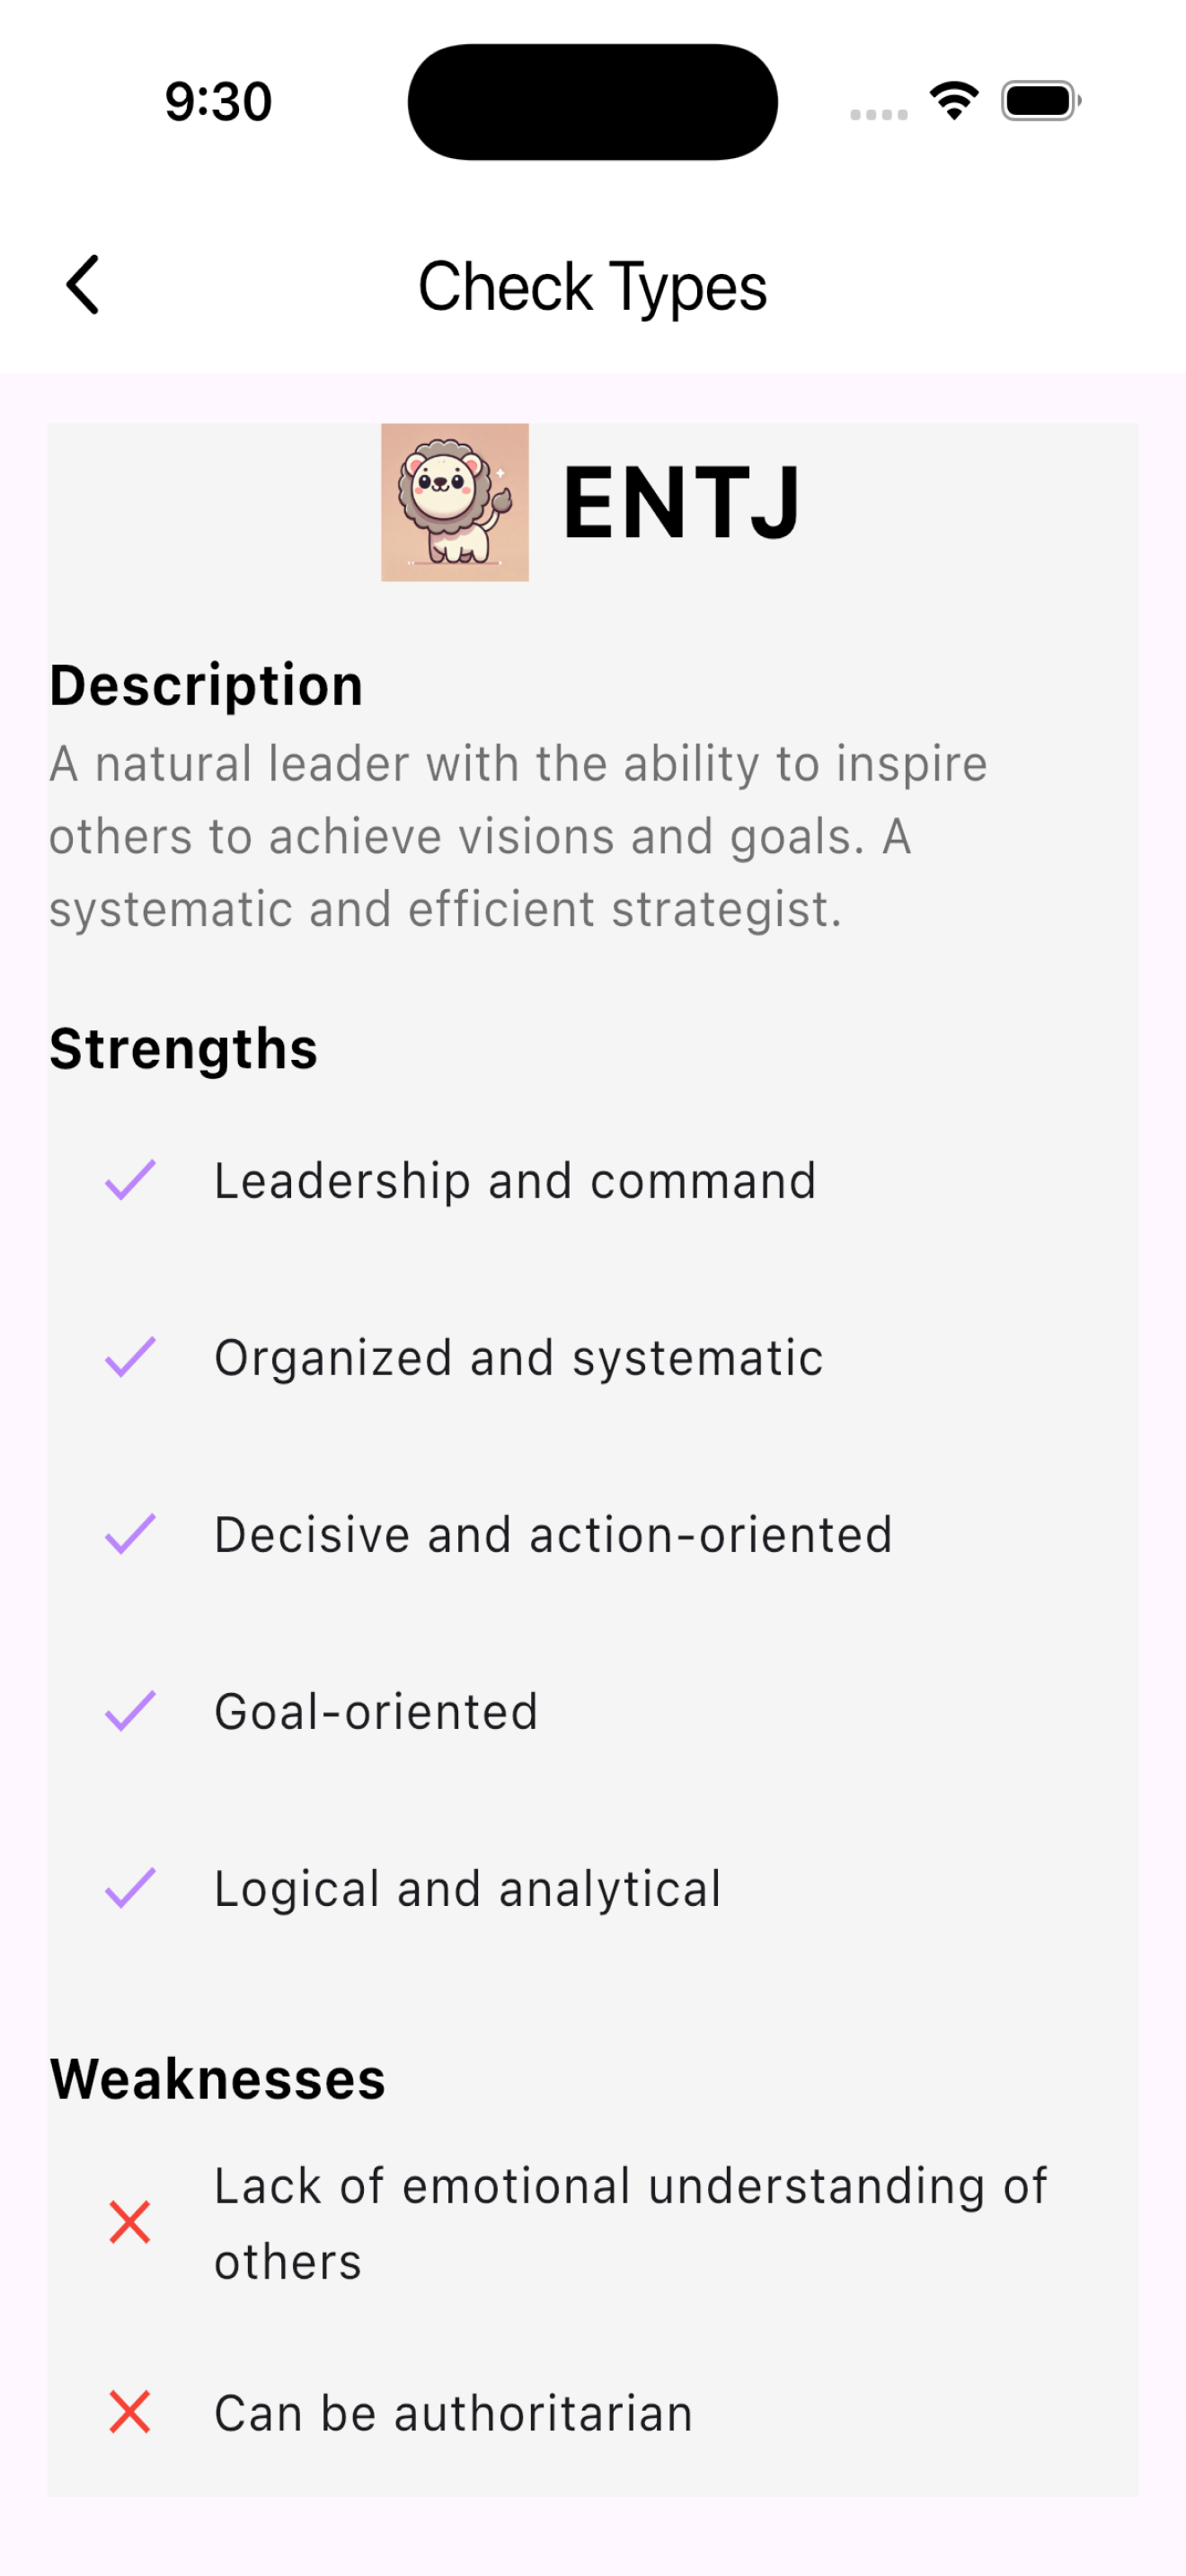 9:30
Check Types
ENTJ
Description
A natural leader with the ability to inspire
others to achieve visions and goals. A
systematic and efficient strategist.
Strengths
Leadership and command
Organized and systematic
Decisive and action-oriented
Goal-oriented
Logical and analytical
Weaknesses
Lack of emotional understanding of
others
Can be authoritarian